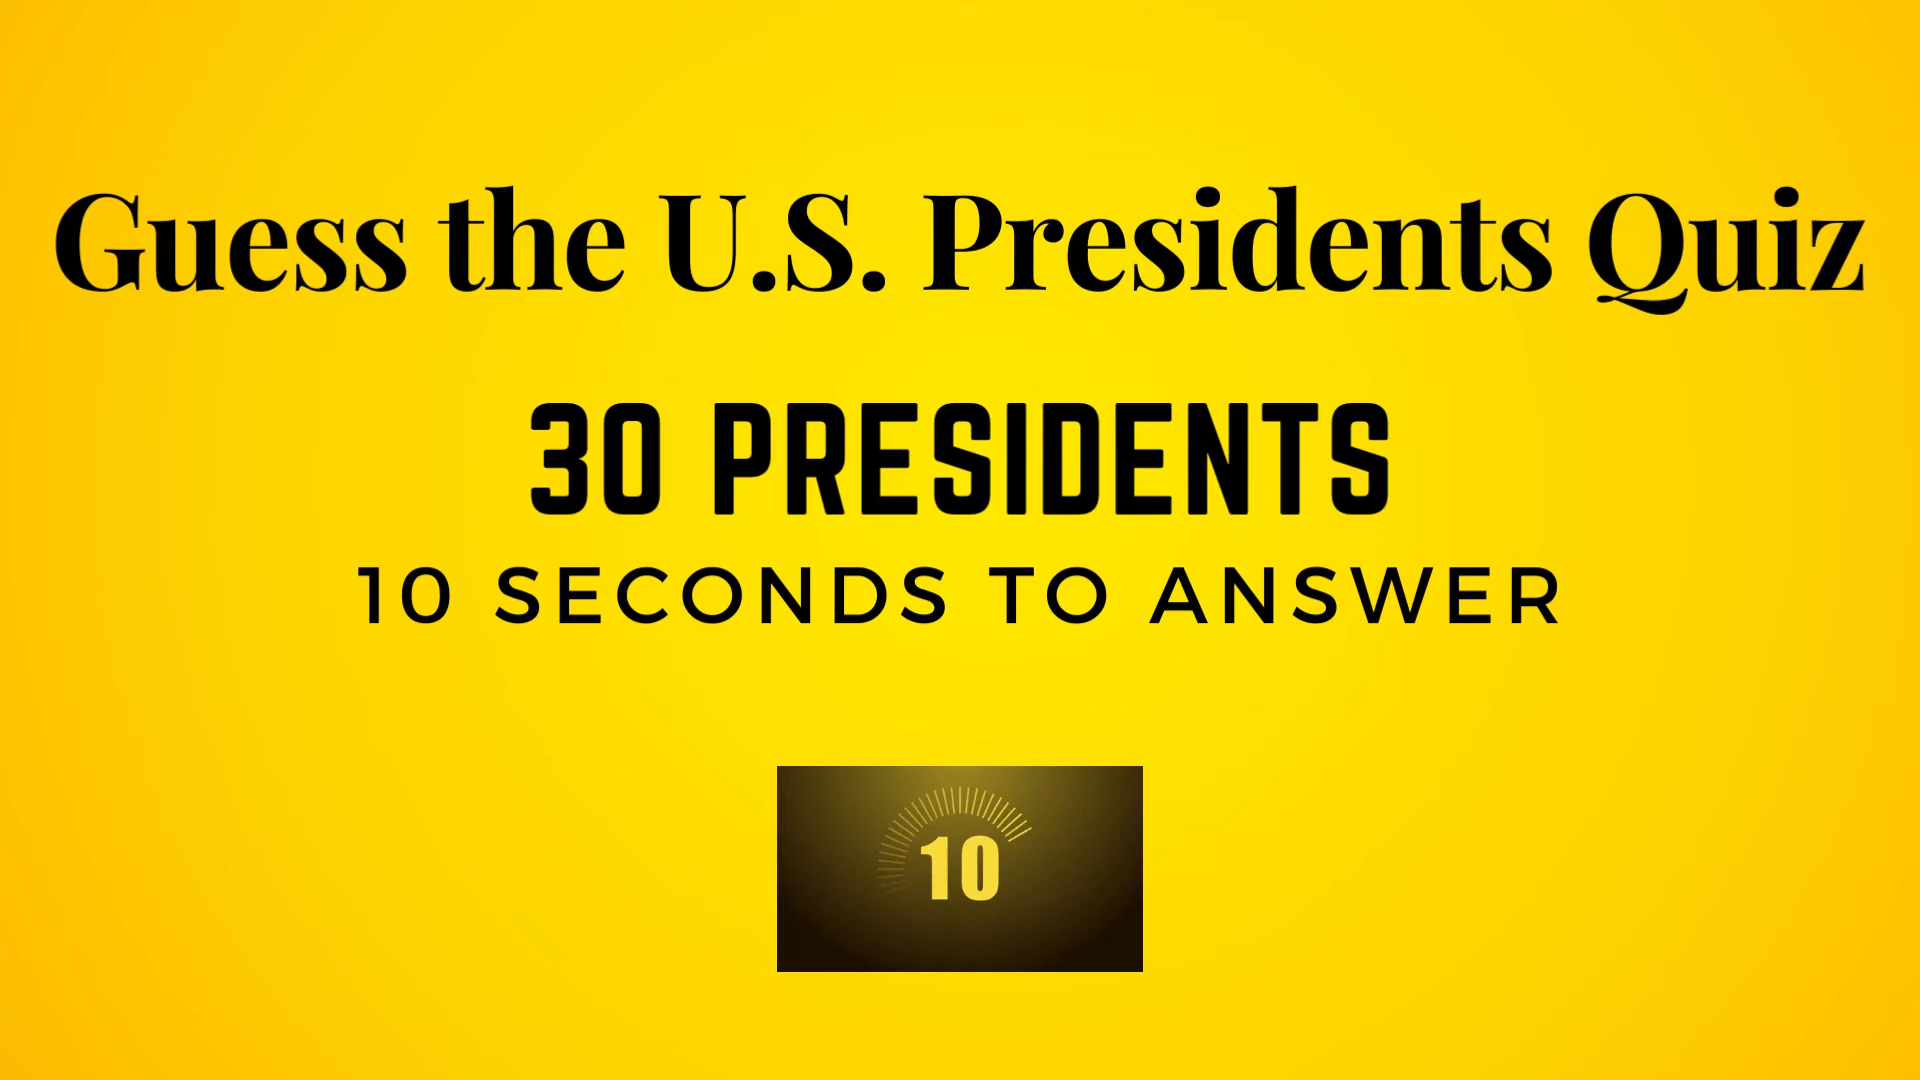 Guess the U.S. Presidents Quiz
30 PRESIDENTS
10 SECONDS TO ANSWER
10